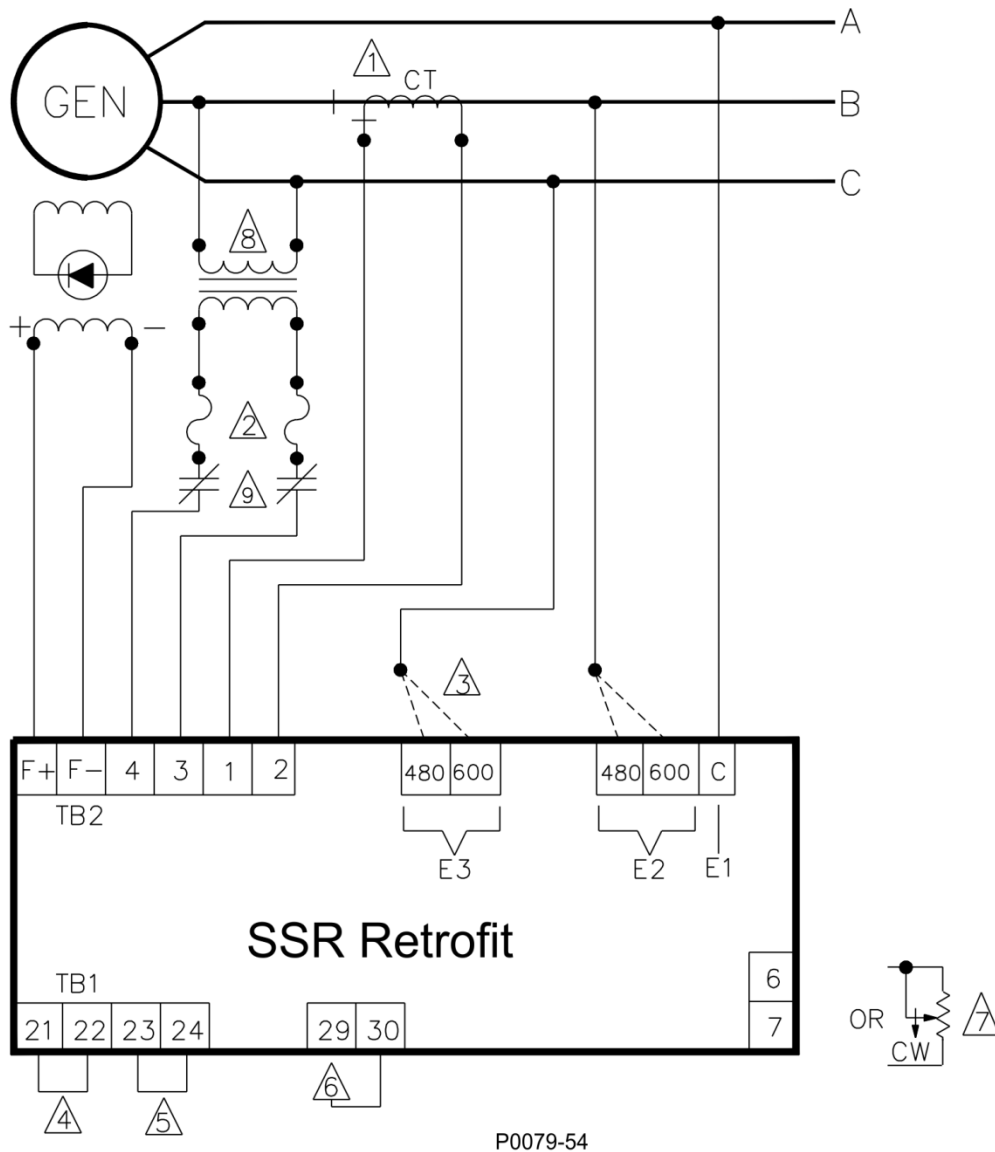 A
1
CT
GEN
+
B
+
C
8
+ -
2
9
3
F+ F- 4 3 1 2 480 600 480 600 C
TB2
E3 E2 E1
SSR Retrofit
TB1
6
21 22 23 24 29 30 7
OR 7
CW
4 5 6
P0079-54